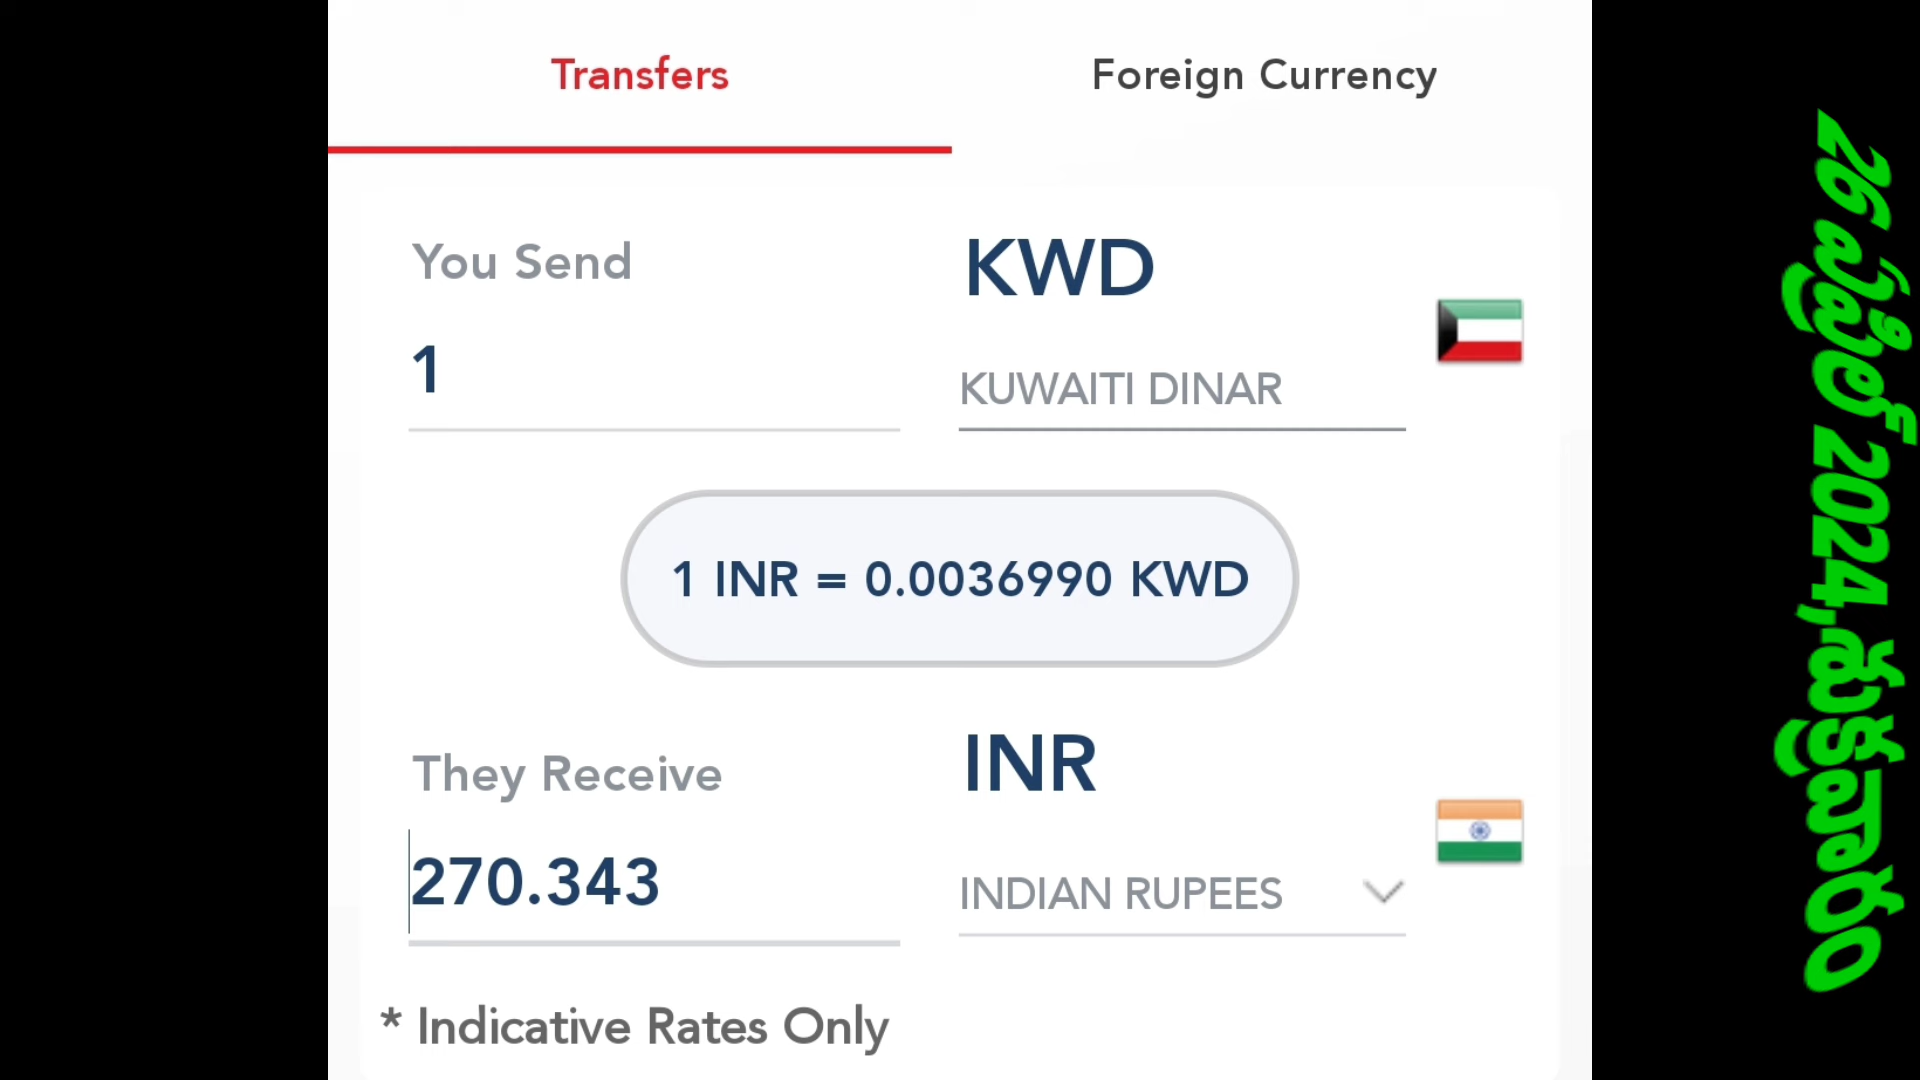 Transfers
Foreign Currency
You Send
KWD
1
KUWAITI DINAR
1 INR = 0.0036990 KWD
They Receive
INR
270.343
INDIAN RUPEES
* Indicative Rates Only
26 ఏప్రిల్ 2024, శుక్రవారం